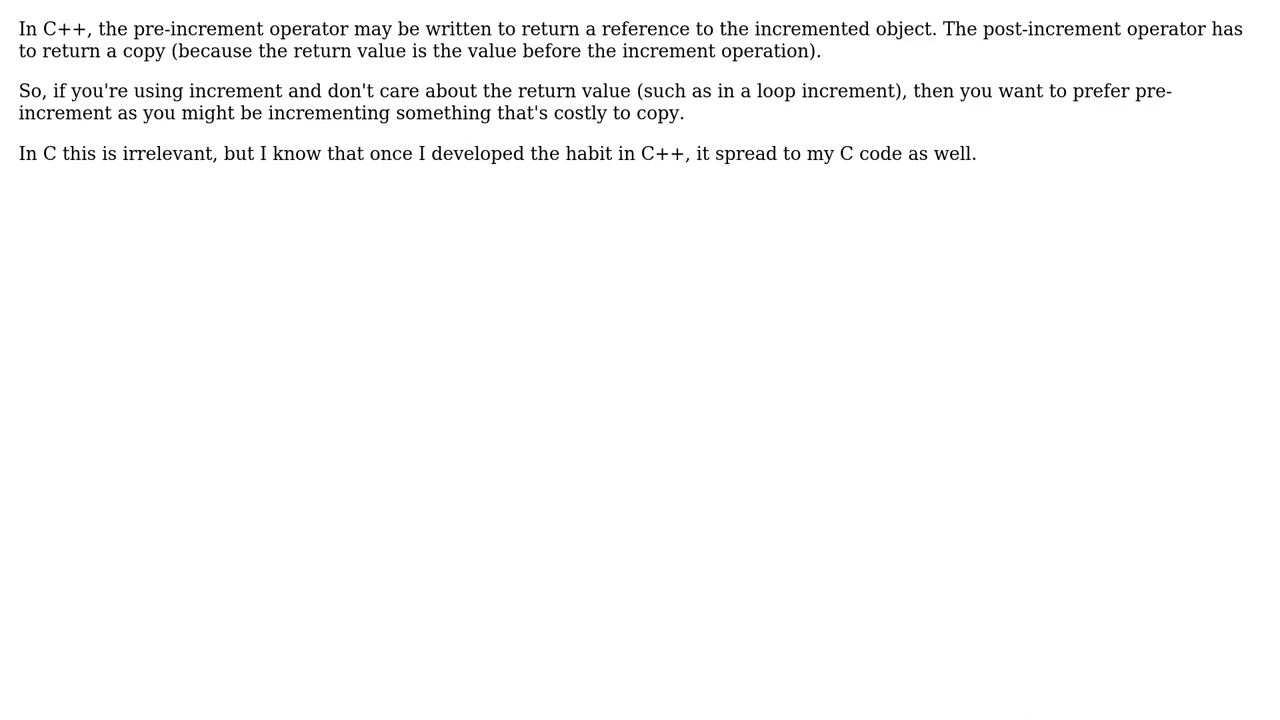 In C++, the pre-increment operator may be written to return a reference to the incremented object. The post-increment operator has
to return a copy (because the return value is the value before the increment operation).
So, if you're using increment and don't care about the return value (such as in a loop increment), then you want to prefer pre-
increment as you might be incrementing something that's costly to copy.
In C this is irrelevant, but I know that once I developed the habit in C++, it spread to my C code as well.